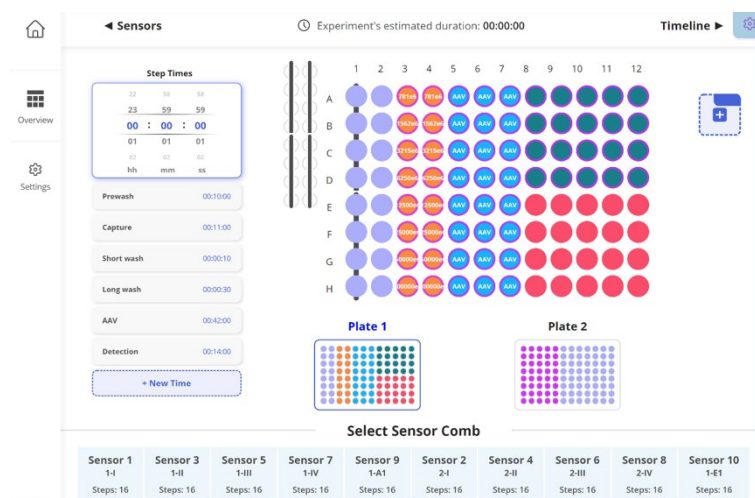 ◄ Sensors
Experiment's estimated duration: 00:00:00
Timeline ►
Overview
Settings
Step Times
22 58 58
23 59 59
00 : 00 : 00
01 01 01
02 02 02
hh mm ss
Prewash 00:10:00
Capture 00:11:00
Short wash 00:00:10
Long wash 00:00:30
AAV 00:42:00
Detection 00:14:00
+ New Time
1 2 3 4 5 6 7 8 9 10 11 12
A 781e6 781e6 AAV AAV AAV
B 1562e6 1562e6 AAV AAV AAV
C 3215e6 3215e6 AAV AAV AAV
D 6250e6 6250e6 AAV AAV AAV
E AAV AAV AAV
F AAV AAV AAV
G AAV AAV AAV
H AAV AAV AAV
Plate 1
Plate 2
Select Sensor Comb
Sensor 1 Sensor 3 Sensor 5 Sensor 7 Sensor 9 Sensor 2 Sensor 4 Sensor 6 Sensor 8 Sensor 10
1-I 1-II 1-III 1-IV 1-A1 2-I 2-II 2-III 2-IV 1-E1
Steps: 16 Steps: 16 Steps: 16 Steps: 16 Steps: 16 Steps: 16 Steps: 16 Steps: 16 Steps: 16 Steps: 16